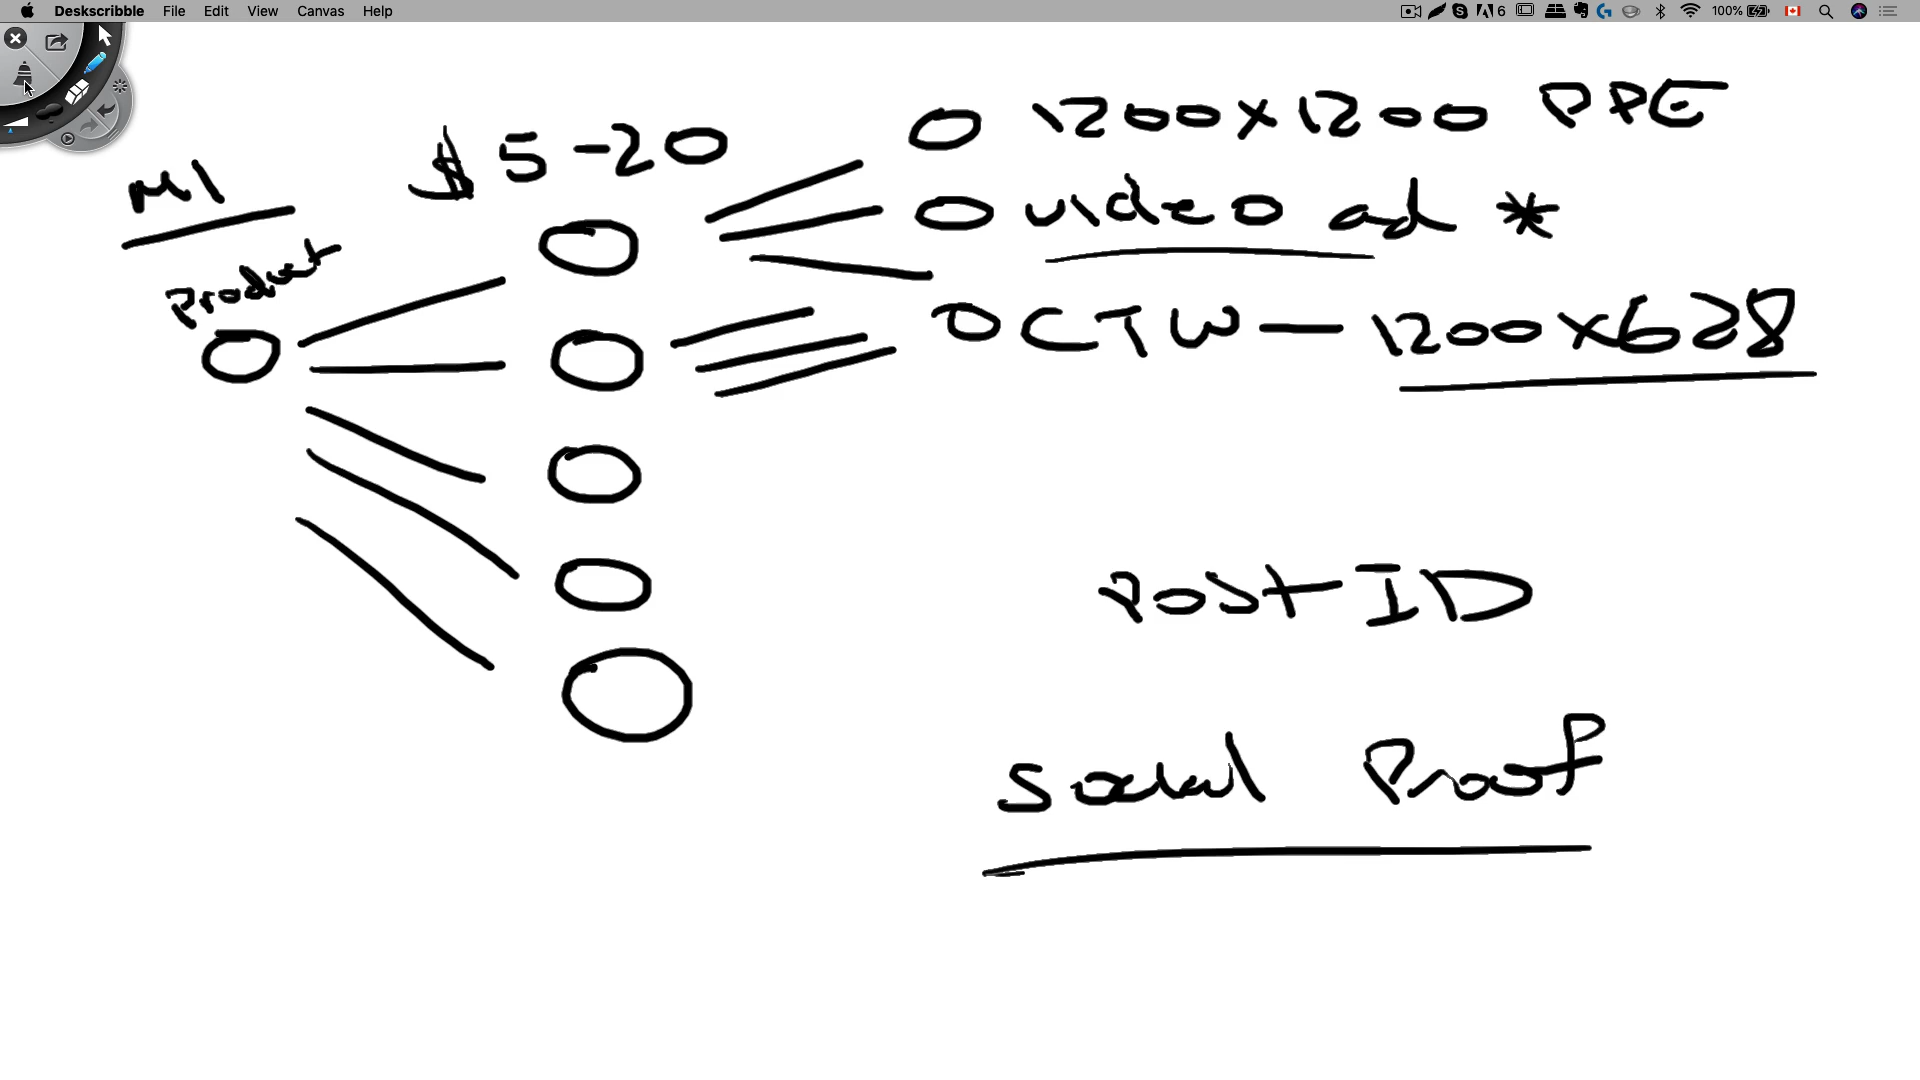 Deskscribble File Edit View Canvas Help 6 100%
1200x1200 PPE
$5-20
M1
video ad *
Product
CTW - 1200x628
Post ID
Social Proof